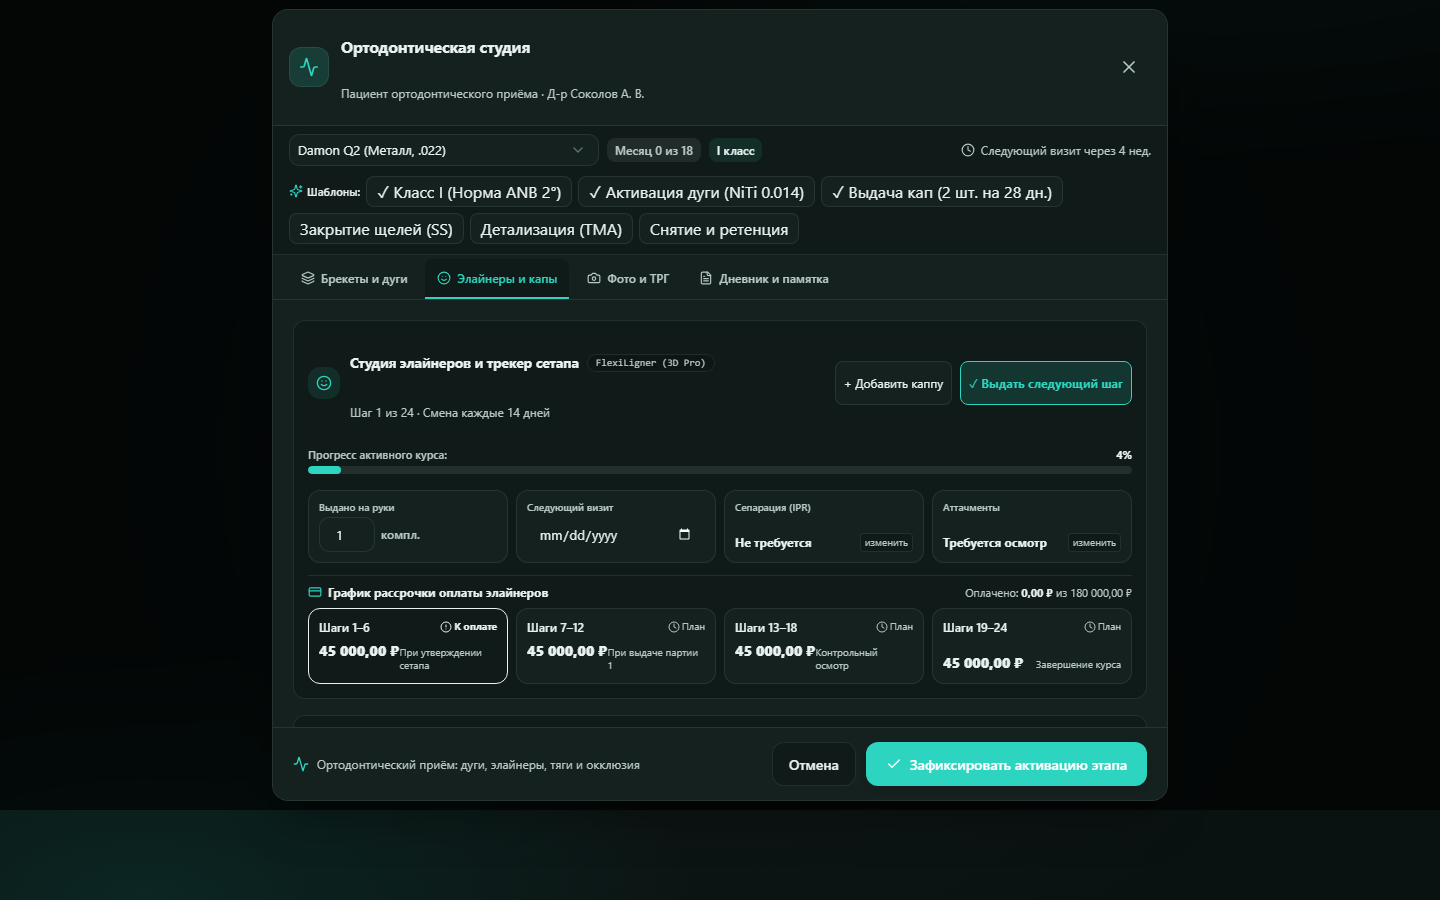 Ортодонтическая студия
Пациент ортодонтического приёма · Д-р Соколов А. В.
Damon Q2 (Металл, .022)
Месяц 0 из 18
I класс
Следующий визит через 4 нед.
Шаблоны:
✓ Класс I (Норма ANB 2°)
✓ Активация дуги (NiTi 0.014)
✓ Выдача кап (2 шт. на 28 дн.)
Закрытие щелей (SS)
Детализация (TMA)
Снятие и ретенция
Брекеты и дуги
Элайнеры и капы
Фото и ТРГ
Дневник и памятка
Студия элайнеров и трекер сетапа
FlexiLigner (3D Pro)
Шаг 1 из 24 · Смена каждые 14 дней
+ Добавить каппу
✓ Выдать следующий шаг
Прогресс активного курса:
4%
Выдано на руки
1 компл.
Следующий визит
mm/dd/yyyy
Сепарация (IPR)
Не требуется
изменить
Аттачменты
Требуется осмотр
изменить
График рассрочки оплаты элайнеров
Оплачено: 0,00 ₽ из 180 000,00 ₽
Шаги 1–6
К оплате
45 000,00 ₽
При утверждении
сетапа
Шаги 7–12
План
45 000,00 ₽
При выдаче партии
1
Шаги 13–18
План
45 000,00 ₽
Контрольный
осмотр
Шаги 19–24
План
45 000,00 ₽
Завершение курса
Ортодонтический приём: дуги, элайнеры, тяги и окклюзия
Отмена
Зафиксировать активацию этапа